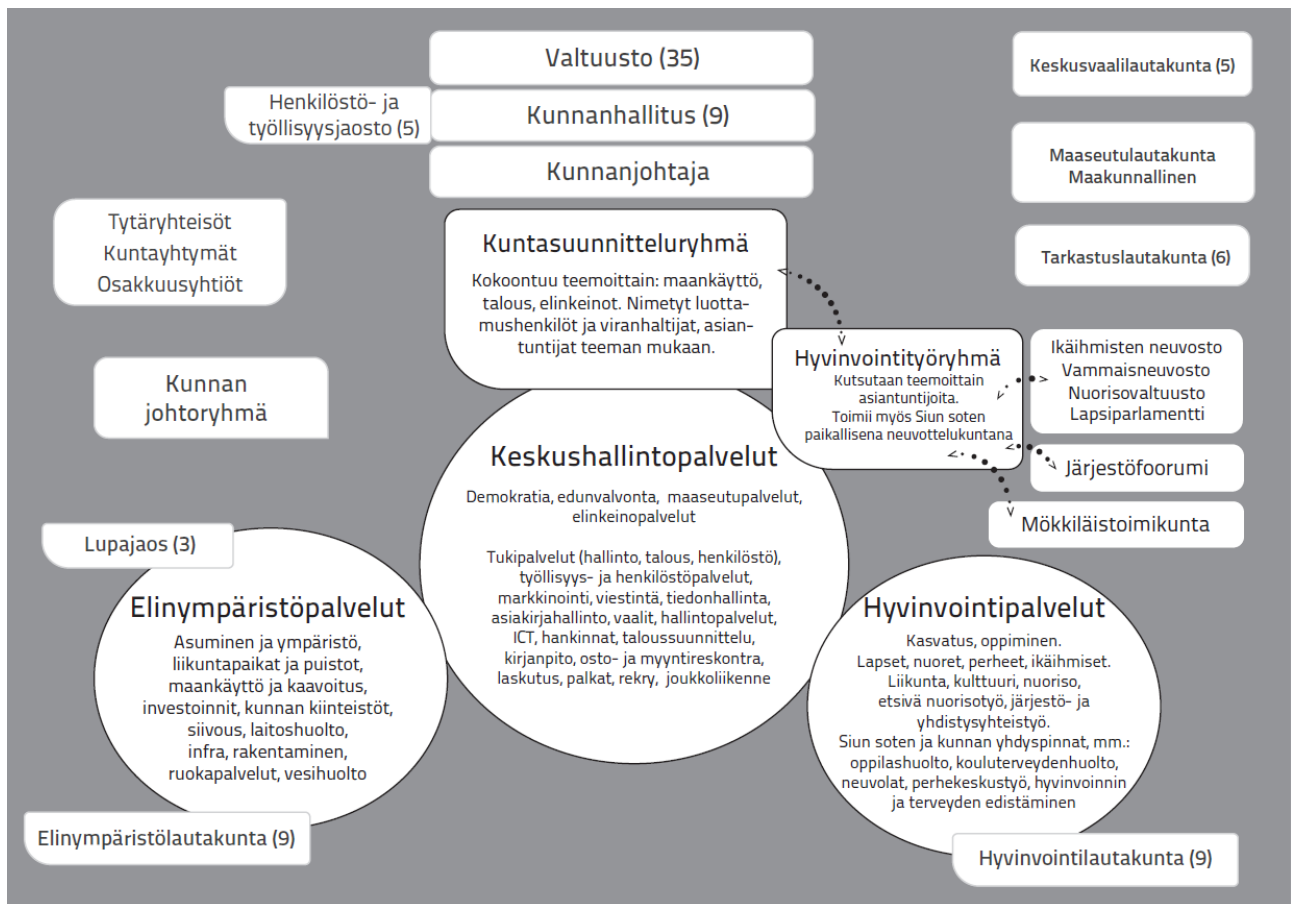 Valtuusto (35)
Keskusvaalilautakunta (5)
Henkilöstö- ja
työllisyysjaosto (5)
Kunnanhallitus (9)
Kunnanjohtaja
Maaseutulautakunta
Maakunnallinen
Tytäryhteisöt
Kuntayhtymät
Osakkuusyhtiöt
Kuntasuunnitteluryhmä
Kokoontuu teemoittain: maankäyttö,
talous, elinkeinot. Nimetyt luotta-
mushenkilöt ja viranhaltijat, asian-
tuntijat teeman mukaan.
Tarkastuslautakunta (6)
Hyvinvointityöryhmä
Kutsutaan teemoittain
asiantuntijoita.
Toimii myös Siun soten
paikallisena neuvottelukuntana
Ikäihmisten neuvosto
Vammaisneuvosto
Nuorisovaltuusto
Lapsiparlamentti
Kunnan
johtoryhmä
Järjestöfoorumi
Mökkiläistoimikunta
Keskushallintopalvelut
Demokratia, edunvalvonta, maaseutupalvelut,
elinkeinopalvelut
Tukipalvelut (hallinto, talous, henkilöstö),
työllisyys- ja henkilöstöpalvelut,
markkinointi, viestintä, tiedonhallinta,
asiakirjahallinto, vaalit, hallintopalvelut,
ICT, hankinnat, taloussuunnittelu,
kirjanpito, osto- ja myyntireskontra,
laskutus, palkat, rekry, joukkoliikenne
Lupajaos (3)
Elinympäristöpalvelut
Asuminen ja ympäristö,
liikuntapaikat ja puistot,
maankäyttö ja kaavoitus,
investoinnit, kunnan kiinteistöt,
siivous, laitoshuolto,
infra, rakentaminen,
ruokapalvelut, vesihuolto
Elinympäristölautakunta (9)
Hyvinvointipalvelut
Kasvatus, oppiminen.
Lapset, nuoret, perheet, ikäihmiset.
Liikunta, kulttuuri, nuoriso,
etsivä nuorisotyö, järjestö- ja
yhdistysyhteistyö.
Siun soten ja kunnan yhdyspinnat, mm.:
oppilashuolto, kouluterveydenhuolto,
neuvolat, perhekeskustyö, hyvinvoinnin
ja terveyden edistäminen
Hyvinvointilautakunta (9)